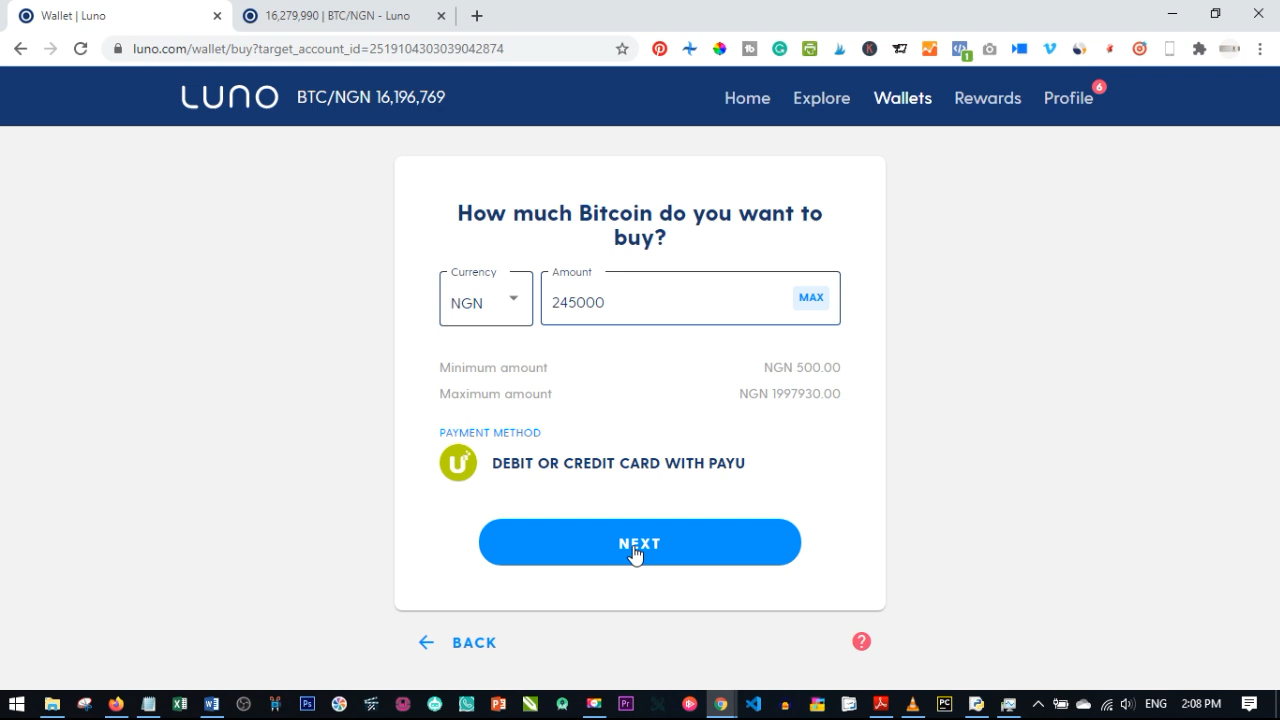 Wallet | Luno
16,279,990 | BTC/NGN - Luno
luno.com/wallet/buy?target_account_id=2519104303039042874
1
LUNO
BTC/NGN 16,196,769
Home
Explore
Wallets
Rewards
Profile
6
How much Bitcoin do you want to
buy?
Currency
NGN
Amount
245000
MAX
Minimum amount
NGN 500.00
Maximum amount
NGN 1997930.00
PAYMENT METHOD
DEBIT OR CREDIT CARD WITH PAYU
NEXT
BACK
?
ENG
2:08 PM